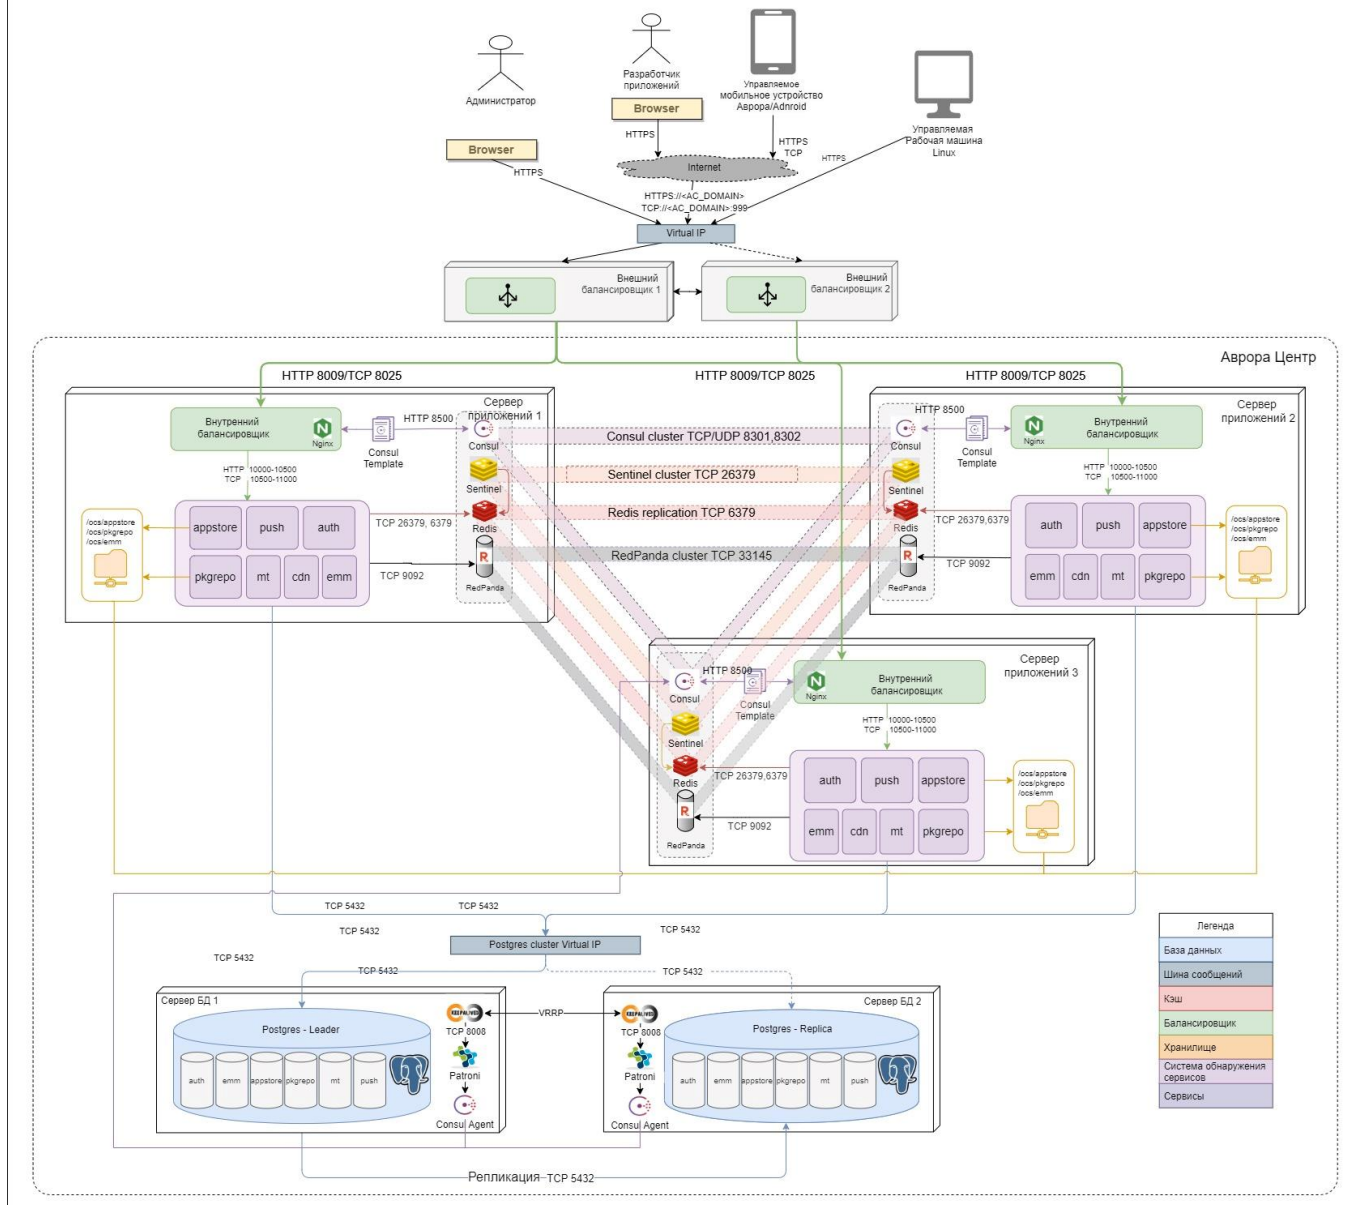 Администратор
Разработчик
приложений
Управляемое
мобильное устройство
Аврора/Adnroid
Управляемая
Рабочая машина
Linux
Browser
Browser
HTTPS
HTTPS
HTTPS
TCP
HTTPS
Internet
HTTPS://<AC_DOMAIN>
TCP://<AC_DOMAIN>:999
Virtual IP
Внешний
балансировщик 1
Внешний
балансировщик 2
Аврора Центр
HTTP 8009/TCP 8025
HTTP 8009/TCP 8025
HTTP 8009/TCP 8025
Сервер
приложений 1
Внутренний
балансировщик
Nginx
HTTP 8500
Consul
Template
Consul
Sentinel
Redis
RedPanda
HTTP 10000-10500
TCP 10500-11000
/ocs/appstore
/ocs/pkgrepo
/ocs/emm
appstore
push
auth
pkgrepo
mt
cdn
emm
TCP 26379, 6379
TCP 9092
Consul cluster TCP/UDP 8301,8302
Sentinel cluster TCP 26379
Redis replication TCP 6379
RedPanda cluster TCP 33145
Сервер
приложений 2
HTTP 8500
Consul
Consul
Template
Nginx
Внутренний
балансировщик
Sentinel
Redis
RedPanda
HTTP 10000-10500
TCP 10500-11000
TCP 26379,6379
TCP 9092
auth
push
appstore
emm
cdn
mt
pkgrepo
/ocs/appstore
/ocs/pkgrepo
/ocs/emm
Сервер
приложений 3
HTTP 8500
Consul
Consul
Template
Nginx
Внутренний
балансировщик
Sentinel
Redis
RedPanda
HTTP 10000-10500
TCP 10500-11000
TCP 26379,6379
TCP 9092
auth
push
appstore
emm
cdn
mt
pkgrepo
/ocs/appstore
/ocs/pkgrepo
/ocs/emm
TCP 5432
TCP 5432
TCP 5432
TCP 5432
TCP 5432
Postgres cluster Virtual IP
TCP 5432
TCP 5432
Сервер БД 1
Postgres - Leader
auth
emm
appstore
pkgrepo
mt
push
KEEPALIVED
TCP 8008
Patroni
Consul Agent
VRRP
Сервер БД 2
KEEPALIVED
TCP 8008
Patroni
Consul Agent
Postgres - Replica
auth
emm
appstore
pkgrepo
mt
push
Репликация TCP 5432
Легенда
База данных
Шина сообщений
Кэш
Балансировщик
Хранилище
Система обнаружения
сервисов
Сервисы